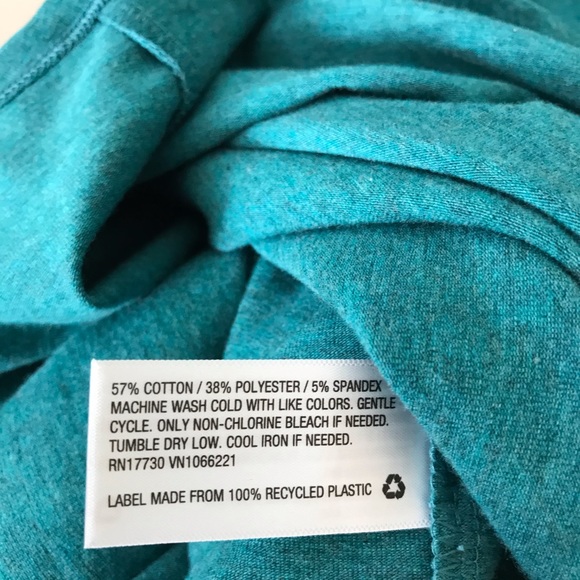 57% COTTON / 38% POLYESTER / 5% SPANDEX
MACHINE WASH COLD WITH LIKE COLORS. GENTLE
CYCLE. ONLY NON-CHLORINE BLEACH IF NEEDED.
TUMBLE DRY LOW. COOL IRON IF NEEDED.
RN17730 VN1066221
LABEL MADE FROM 100% RECYCLED PLASTIC